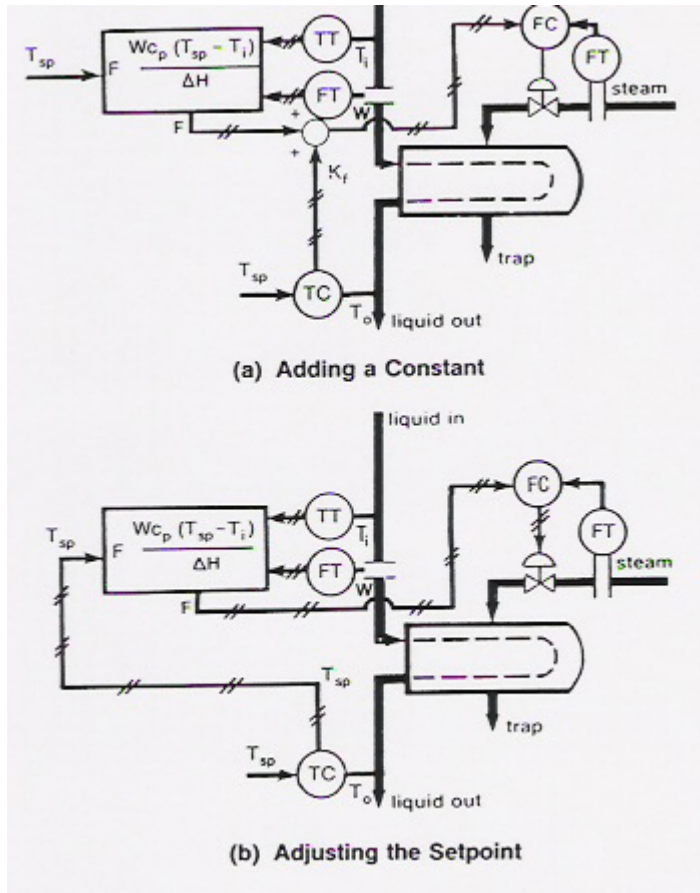 FC
Wc_p (T_sp – T_i)
TT
T_sp
F
T_i
FT
ΔH
FT
steam
+
W
F
+
K_f
trap
T_sp
TC
T_o
liquid out
(a) Adding a Constant
liquid in
FC
Wc_p (T_sp – T_i)
TT
T_sp
F
T_i
FT
ΔH
FT
steam
W
F
T_sp
trap
T_sp
TC
T_o
liquid out
(b) Adjusting the Setpoint